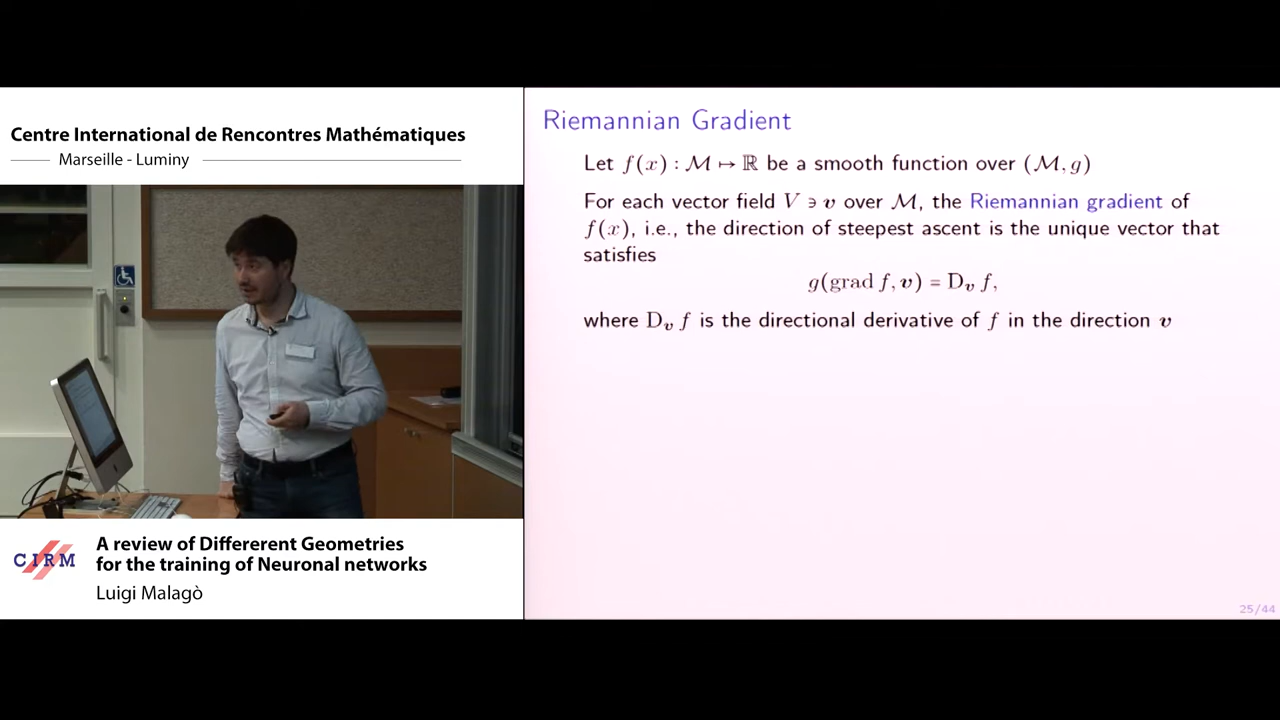 Centre International de Rencontres Mathématiques
Marseille - Luminy
Riemannian Gradient
Let f(x) : ℳ ↦ ℝ be a smooth function over (ℳ, g)
For each vector field V ∋ v over ℳ, the Riemannian gradient of
f(x), i.e., the direction of steepest ascent is the unique vector that
satisfies
g(grad f, v) = D_v f,
where D_v f is the directional derivative of f in the direction v
25/44
CIRM
A review of Differerent Geometries
for the training of Neuronal networks
Luigi Malagò